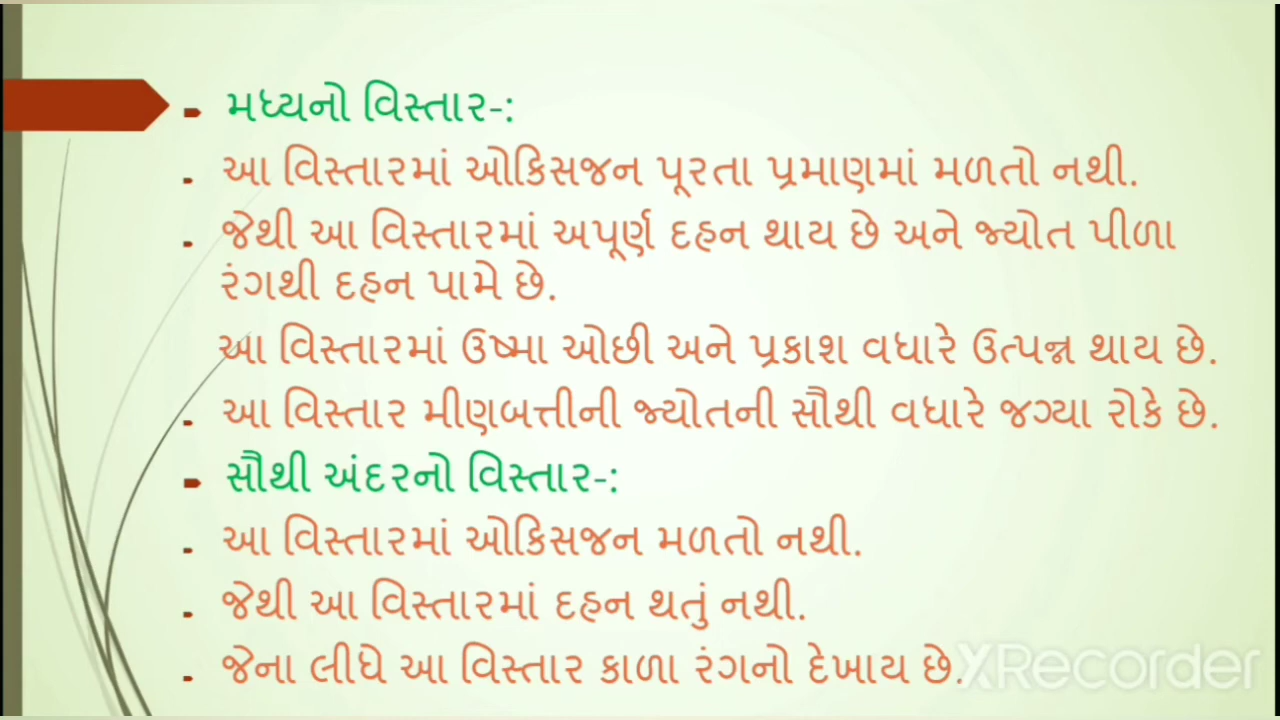 મધ્યનો વિસ્તાર-:
આ વિસ્તારમાં ઓકિસજન પૂરતા પ્રમાણમાં મળતો નથી.
જેથી આ વિસ્તારમાં અપૂર્ણ દહન થાય છે અને જ્યોત પીળા
રંગથી દહન પામે છે.
આ વિસ્તારમાં ઉષ્મા ઓછી અને પ્રકાશ વધારે ઉત્પન્ન થાય છે.
આ વિસ્તાર મીણબત્તીની જ્યોતની સૌથી વધારે જગ્યા રોકે છે.
સૌથી અંદરનો વિસ્તાર-:
આ વિસ્તારમાં ઓકિસજન મળતો નથી.
જેથી આ વિસ્તારમાં દહન થતું નથી.
જેના લીધે આ વિસ્તાર કાળા રંગનો દેખાય છે.
XRecorder